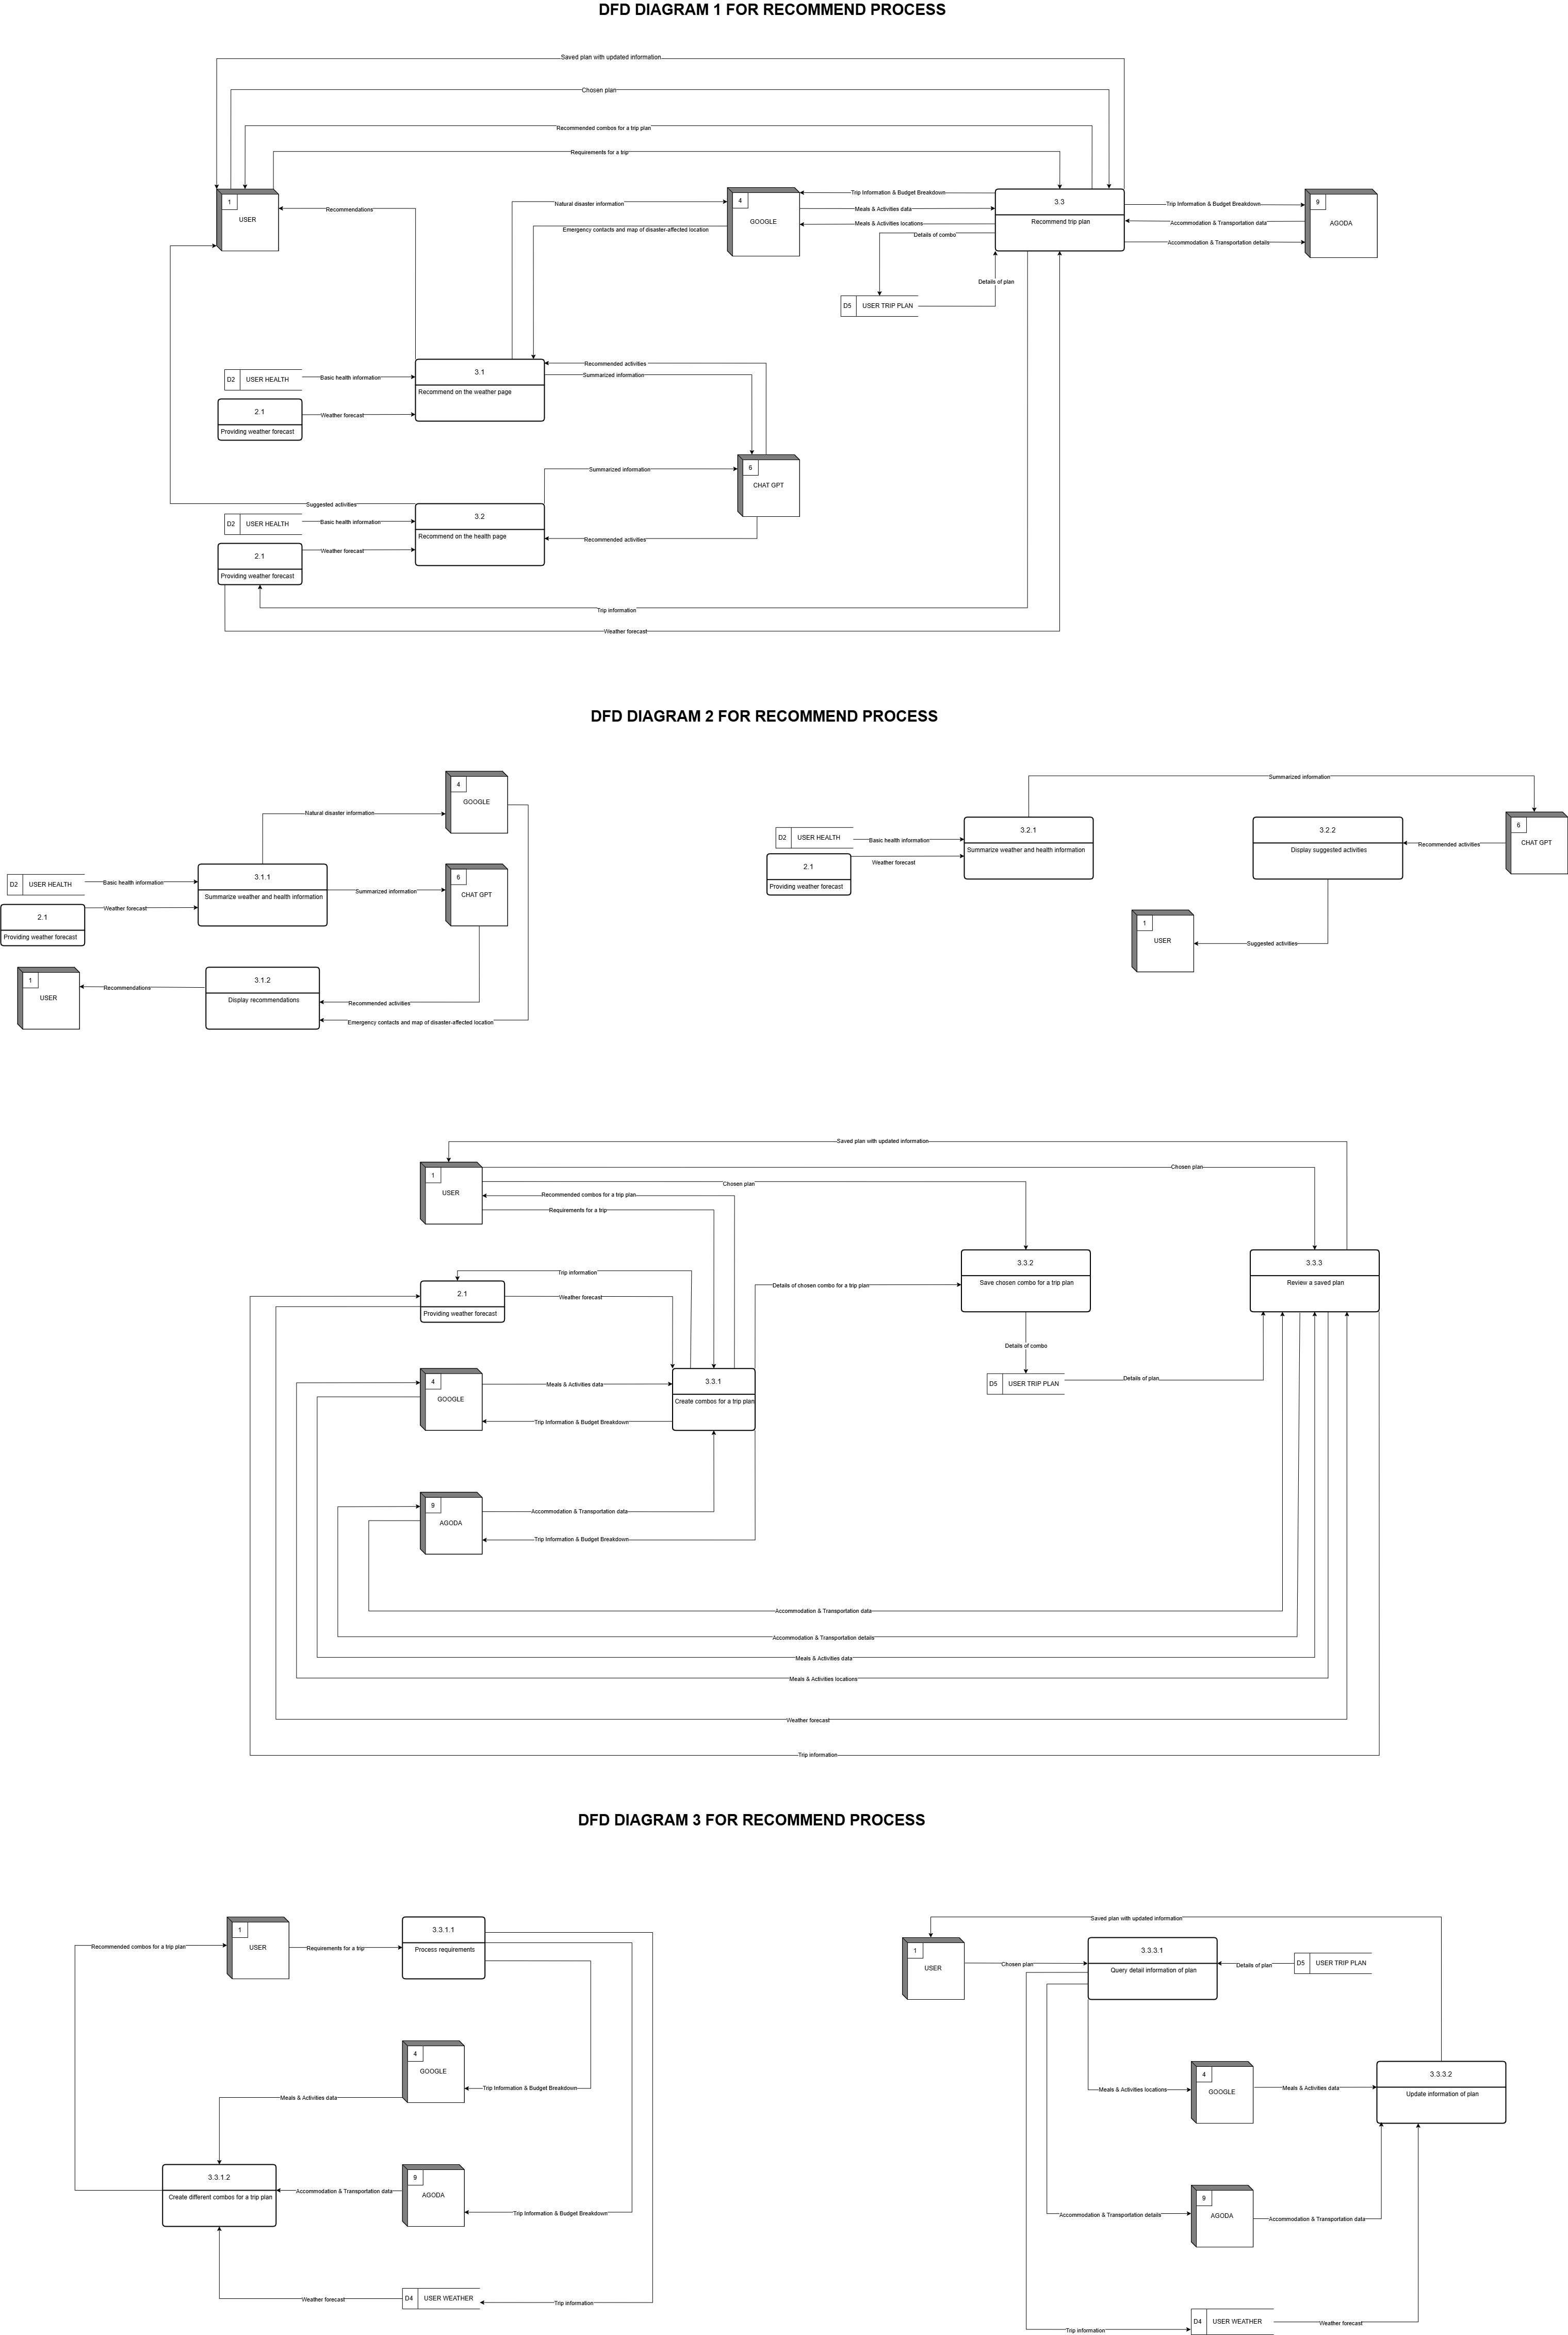 DFD DIAGRAM 1 FOR RECOMMEND PROCESS
Saved plan with updated information
Chosen plan
Recommended combos for a trip plan
Requirements for a trip
1
USER
Recommendations
Natural disaster information
Emergency contacts and map of disaster-affected location
4
GOOGLE
Trip Information & Budget Breakdown
Meals & Activities data
Meals & Activities locations
Details of combo
3.3
Recommend trip plan
Trip Information & Budget Breakdown
Accommodation & Transportation data
Accommodation & Transportation details
9
AGODA
Details of plan
D5
USER TRIP PLAN
D2
USER HEALTH
Basic health information
2.1
Providing weather forecast
Weather forecast
3.1
Recommend on the weather page
Recommended activities
Summarized information
6
CHAT GPT
Summarized information
Suggested activities
D2
USER HEALTH
Basic health information
3.2
Recommend on the health page
2.1
Providing weather forecast
Weather forecast
Recommended activities
Trip information
Weather forecast
DFD DIAGRAM 2 FOR RECOMMEND PROCESS
4
GOOGLE
Natural disaster information
D2
USER HEALTH
Basic health information
2.1
Providing weather forecast
Weather forecast
3.1.1
Summarize weather and health information
Summarized information
6
CHAT GPT
1
USER
Recommendations
3.1.2
Display recommendations
Recommended activities
Emergency contacts and map of disaster-affected location
Summarized information
D2
USER HEALTH
Basic health information
2.1
Providing weather forecast
Weather forecast
3.2.1
Summarize weather and health information
3.2.2
Display suggested activities
Recommended activities
6
CHAT GPT
1
USER
Suggested activities
Saved plan with updated information
1
USER
Chosen plan
Chosen plan
Recommended combos for a trip plan
Requirements for a trip
Trip information
2.1
Providing weather forecast
Weather forecast
Details of chosen combo for a trip plan
3.3.2
Save chosen combo for a trip plan
3.3.3
Review a saved plan
Details of combo
D5
USER TRIP PLAN
Details of plan
4
GOOGLE
Meals & Activities data
Trip Information & Budget Breakdown
3.3.1
Create combos for a trip plan
9
AGODA
Accommodation & Transportation data
Trip Information & Budget Breakdown
Accommodation & Transportation data
Accommodation & Transportation details
Meals & Activities data
Meals & Activities locations
Weather forecast
Trip information
DFD DIAGRAM 3 FOR RECOMMEND PROCESS
1
USER
Recommended combos for a trip plan
Requirements for a trip
3.3.1.1
Process requirements
4
GOOGLE
Trip Information & Budget Breakdown
Meals & Activities data
3.3.1.2
Create different combos for a trip plan
Accommodation & Transportation data
9
AGODA
Trip Information & Budget Breakdown
Weather forecast
D4
USER WEATHER
Trip information
Saved plan with updated information
1
USER
Chosen plan
3.3.3.1
Query detail information of plan
Details of plan
D5
USER TRIP PLAN
4
GOOGLE
Meals & Activities locations
Meals & Activities data
3.3.3.2
Update information of plan
9
AGODA
Accommodation & Transportation details
Accommodation & Transportation data
D4
USER WEATHER
Trip information
Weather forecast